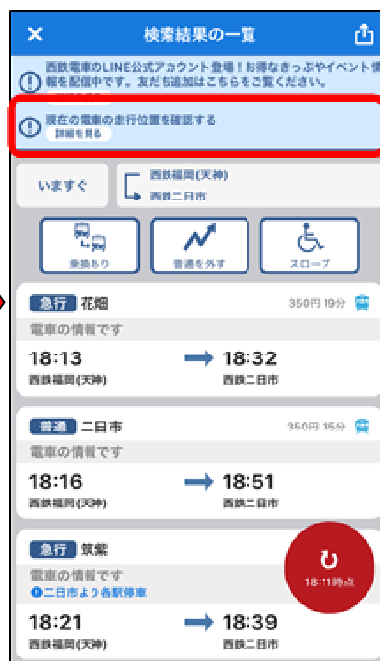 検索結果の一覧
西鉄電車のLINE公式アカウント登場!お得なきっぷやイベント情
報を配信中です。友だち追加はこちらをご覧ください。
現在の電車の走行位置を確認する
詳細を見る
いますぐ
西鉄福岡(天神)
西鉄二日市
乗換あり
普通を外す
スロープ
急行 花畑
350円 19分
電車の情報です
18:13
18:32
西鉄福岡(天神)
西鉄二日市
普通 二日市
350円
電車の情報です
18:16
18:51
西鉄福岡(天神)
西鉄二日市
急行 筑紫
電車の情報です
二日市より各駅停車
18:11時点
18:21
18:39
西鉄福岡(天神)
西鉄二日市